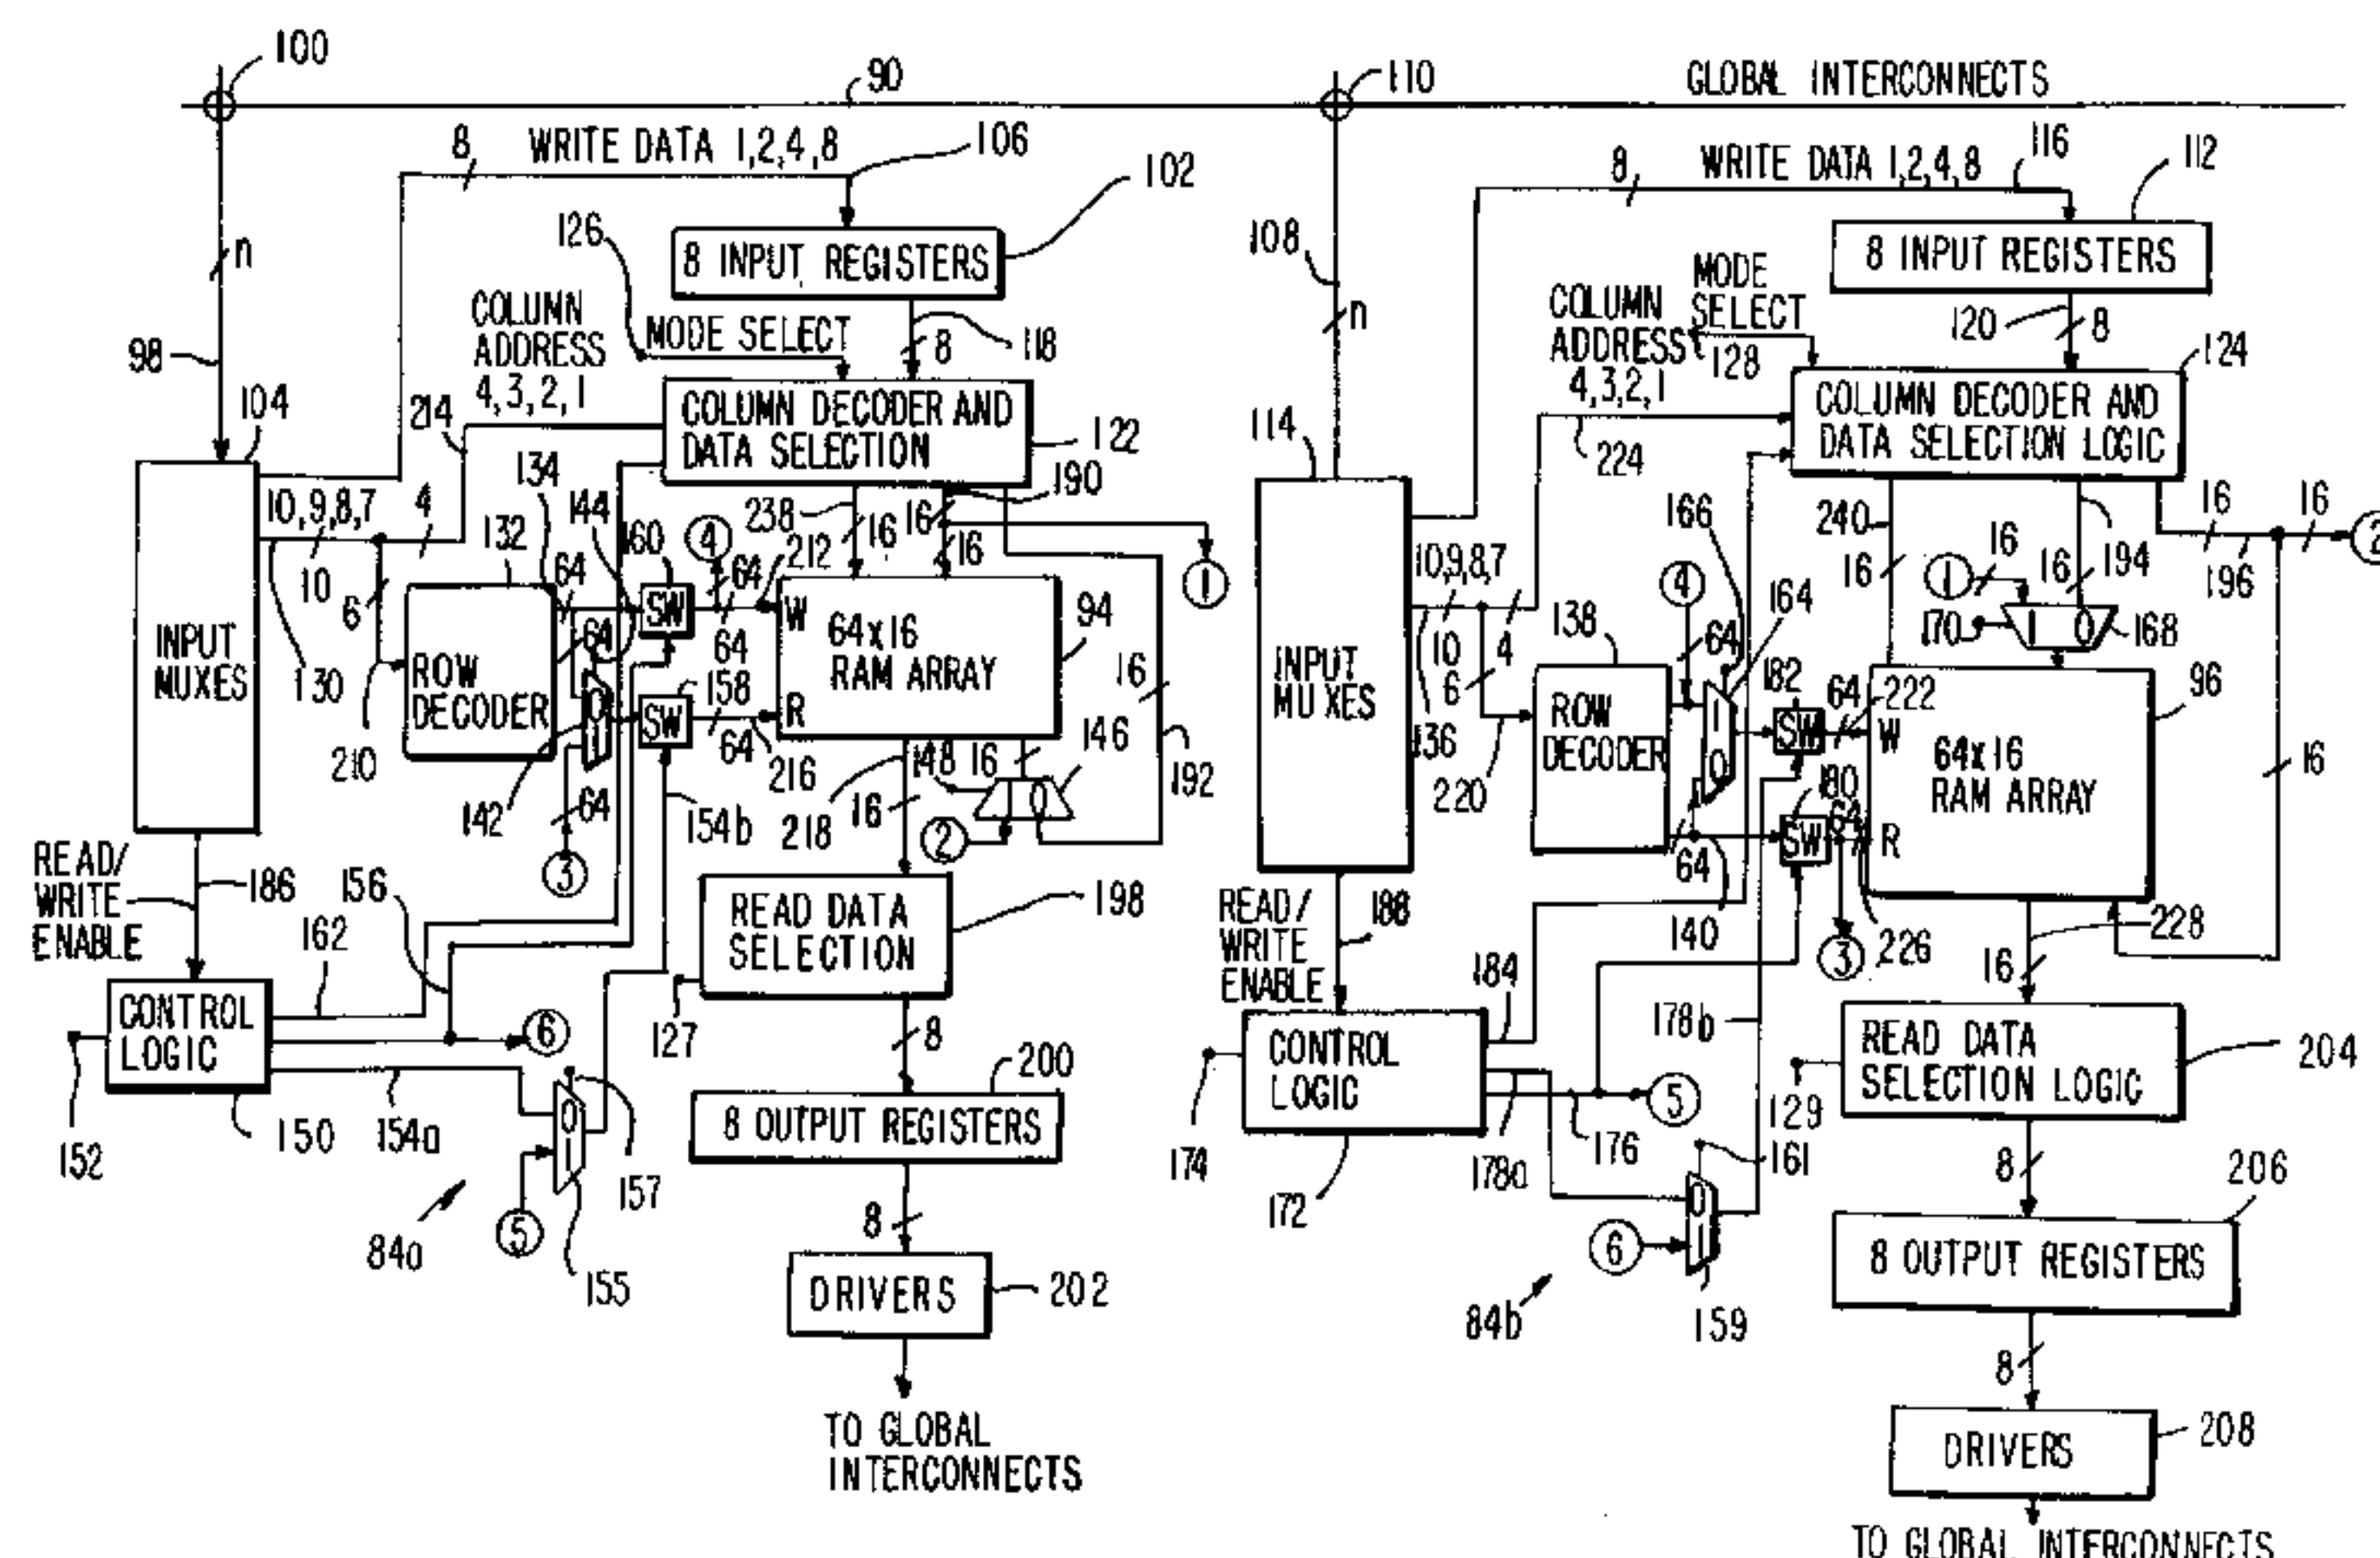 100
90
110
GLOBAL INTERCONNECTS
8
WRITE DATA 1,2,4,8
106
102
8
WRITE DATA 1,2,4,8
116
112
n
126
8 INPUT REGISTERS
108
8 INPUT REGISTERS
98
COLUMN
ADDRESS
4,3,2,1
MODE SELECT
8
118
n
COLUMN
ADDRESS
4,3,2,1
MODE
SELECT
128
120
8
124
104
214
COLUMN DECODER AND
DATA SELECTION
122
114
224
COLUMN DECODER AND
DATA SELECTION LOGIC
INPUT
MUXES
10,9,8,7
10
4
6
130
210
132
134
144
160
4
64
212
238
16
16
16
190
1
ROW
DECODER
64
64
SW
64
W
64x16
RAM ARRAY
94
R
SW
158
64
216
142
64
3
154b
218
16
148
16
146
2
16
192
INPUT
MUXES
10,9,8,7
10
4
6
136
220
138
ROW
DECODER
4
64
166
164
1
0
182
SW
64
222
180
SW
64
64
140
3
226
240
16
1
16
16
194
170
1
0
168
16
196
16
2
W
64x16
RAM ARRAY
96
R
16
READ/
WRITE
ENABLE
186
156
162
READ DATA
SELECTION
198
127
READ/
WRITE
ENABLE
188
184
178b
16
228
CONTROL
LOGIC
152
150
6
154a
157
0
1
5
155
84a
8
200
8 OUTPUT REGISTERS
8
DRIVERS
202
TO GLOBAL
INTERCONNECTS
CONTROL
LOGIC
174
172
178a
176
5
161
0
1
6
159
84b
129
READ DATA
SELECTION LOGIC
204
8
206
8 OUTPUT REGISTERS
8
DRIVERS
208
TO GLOBAL INTERCONNECTS